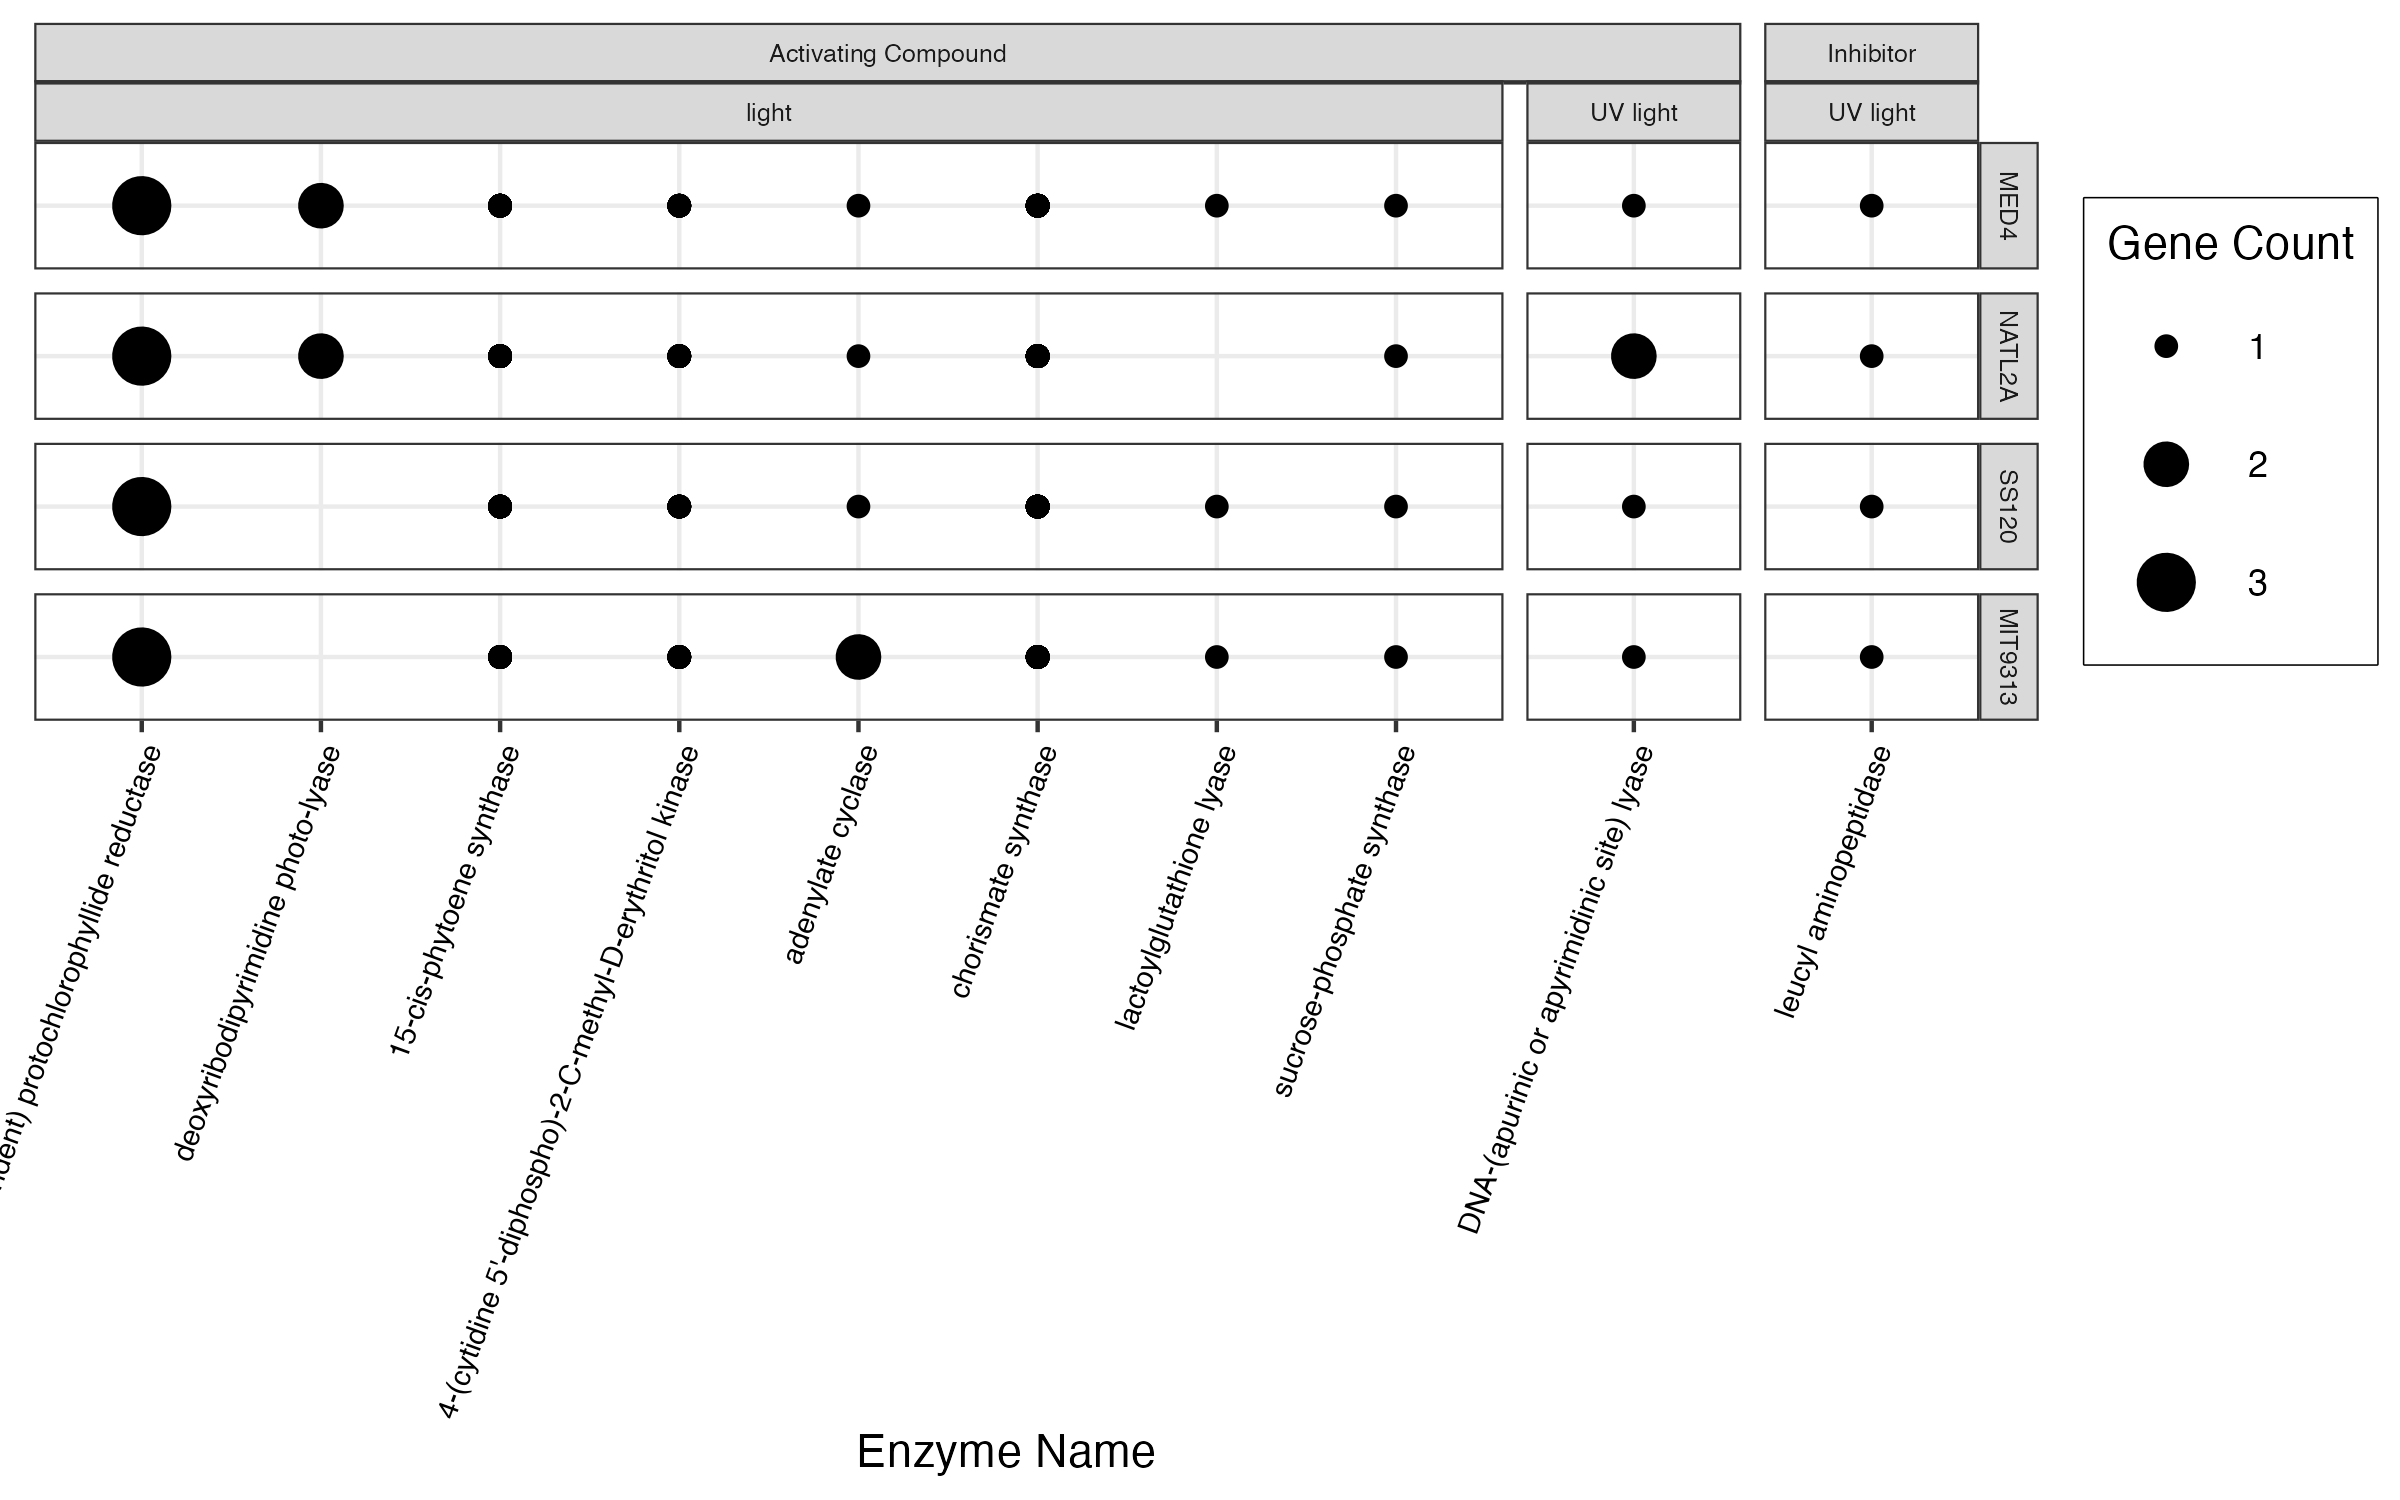 Activating Compound
Inhibitor
light
UV light
UV light
MED4
NATL2A
SS120
MIT9313
Gene Count
1
2
3
protochlorophyllide reductase
deoxyribodipyrimidine photo-lyase
15-cis-phytoene synthase
4-(cytidine 5'-diphospho)-2-C-methyl-D-erythritol kinase
adenylate cyclase
chorismate synthase
lactoylglutathione lyase
sucrose-phosphate synthase
DNA-(apurinic or apyrimidinic site) lyase
leucyl aminopeptidase
Enzyme Name